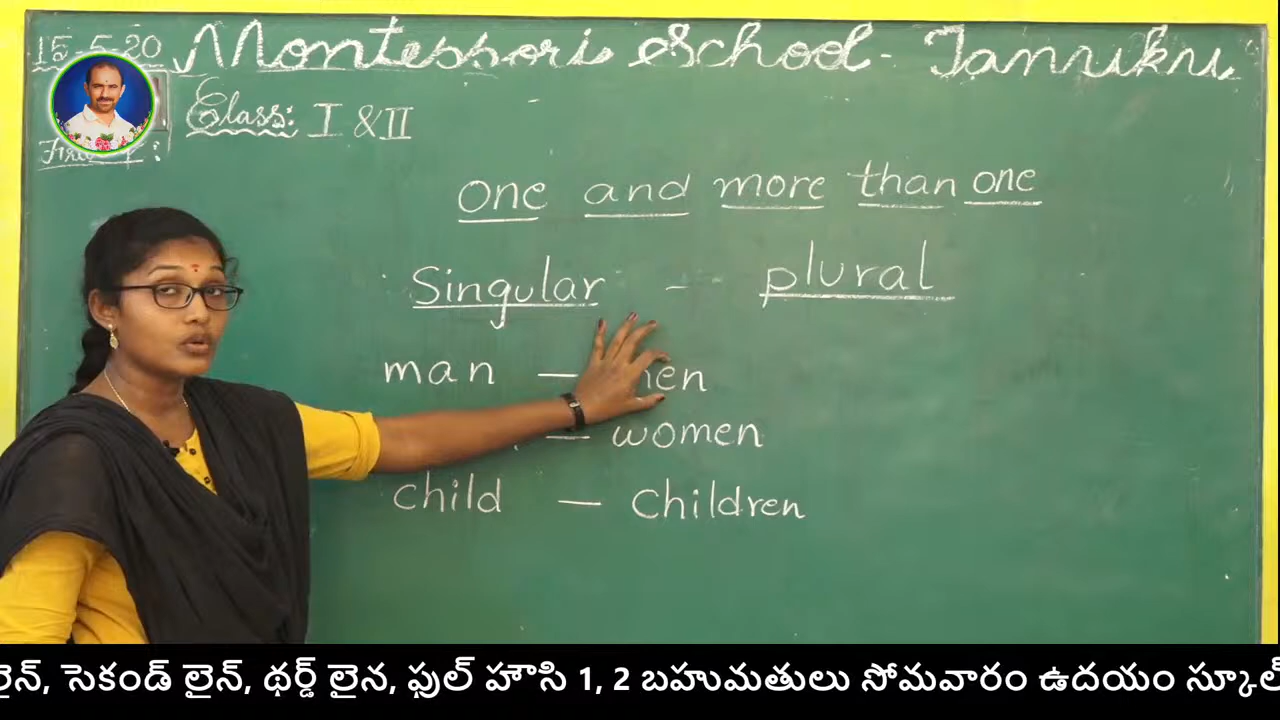 15-5-20 Montessori School - Tanuku
Class: I & II
one and more than one
Singular - plural
man — men
— women
child — children
లైన్, సెకండ్ లైన్, థర్డ్ లైన, ఫుల్ హౌసి 1, 2 బహుమతులు సోమవారం ఉదయం స్కూల్